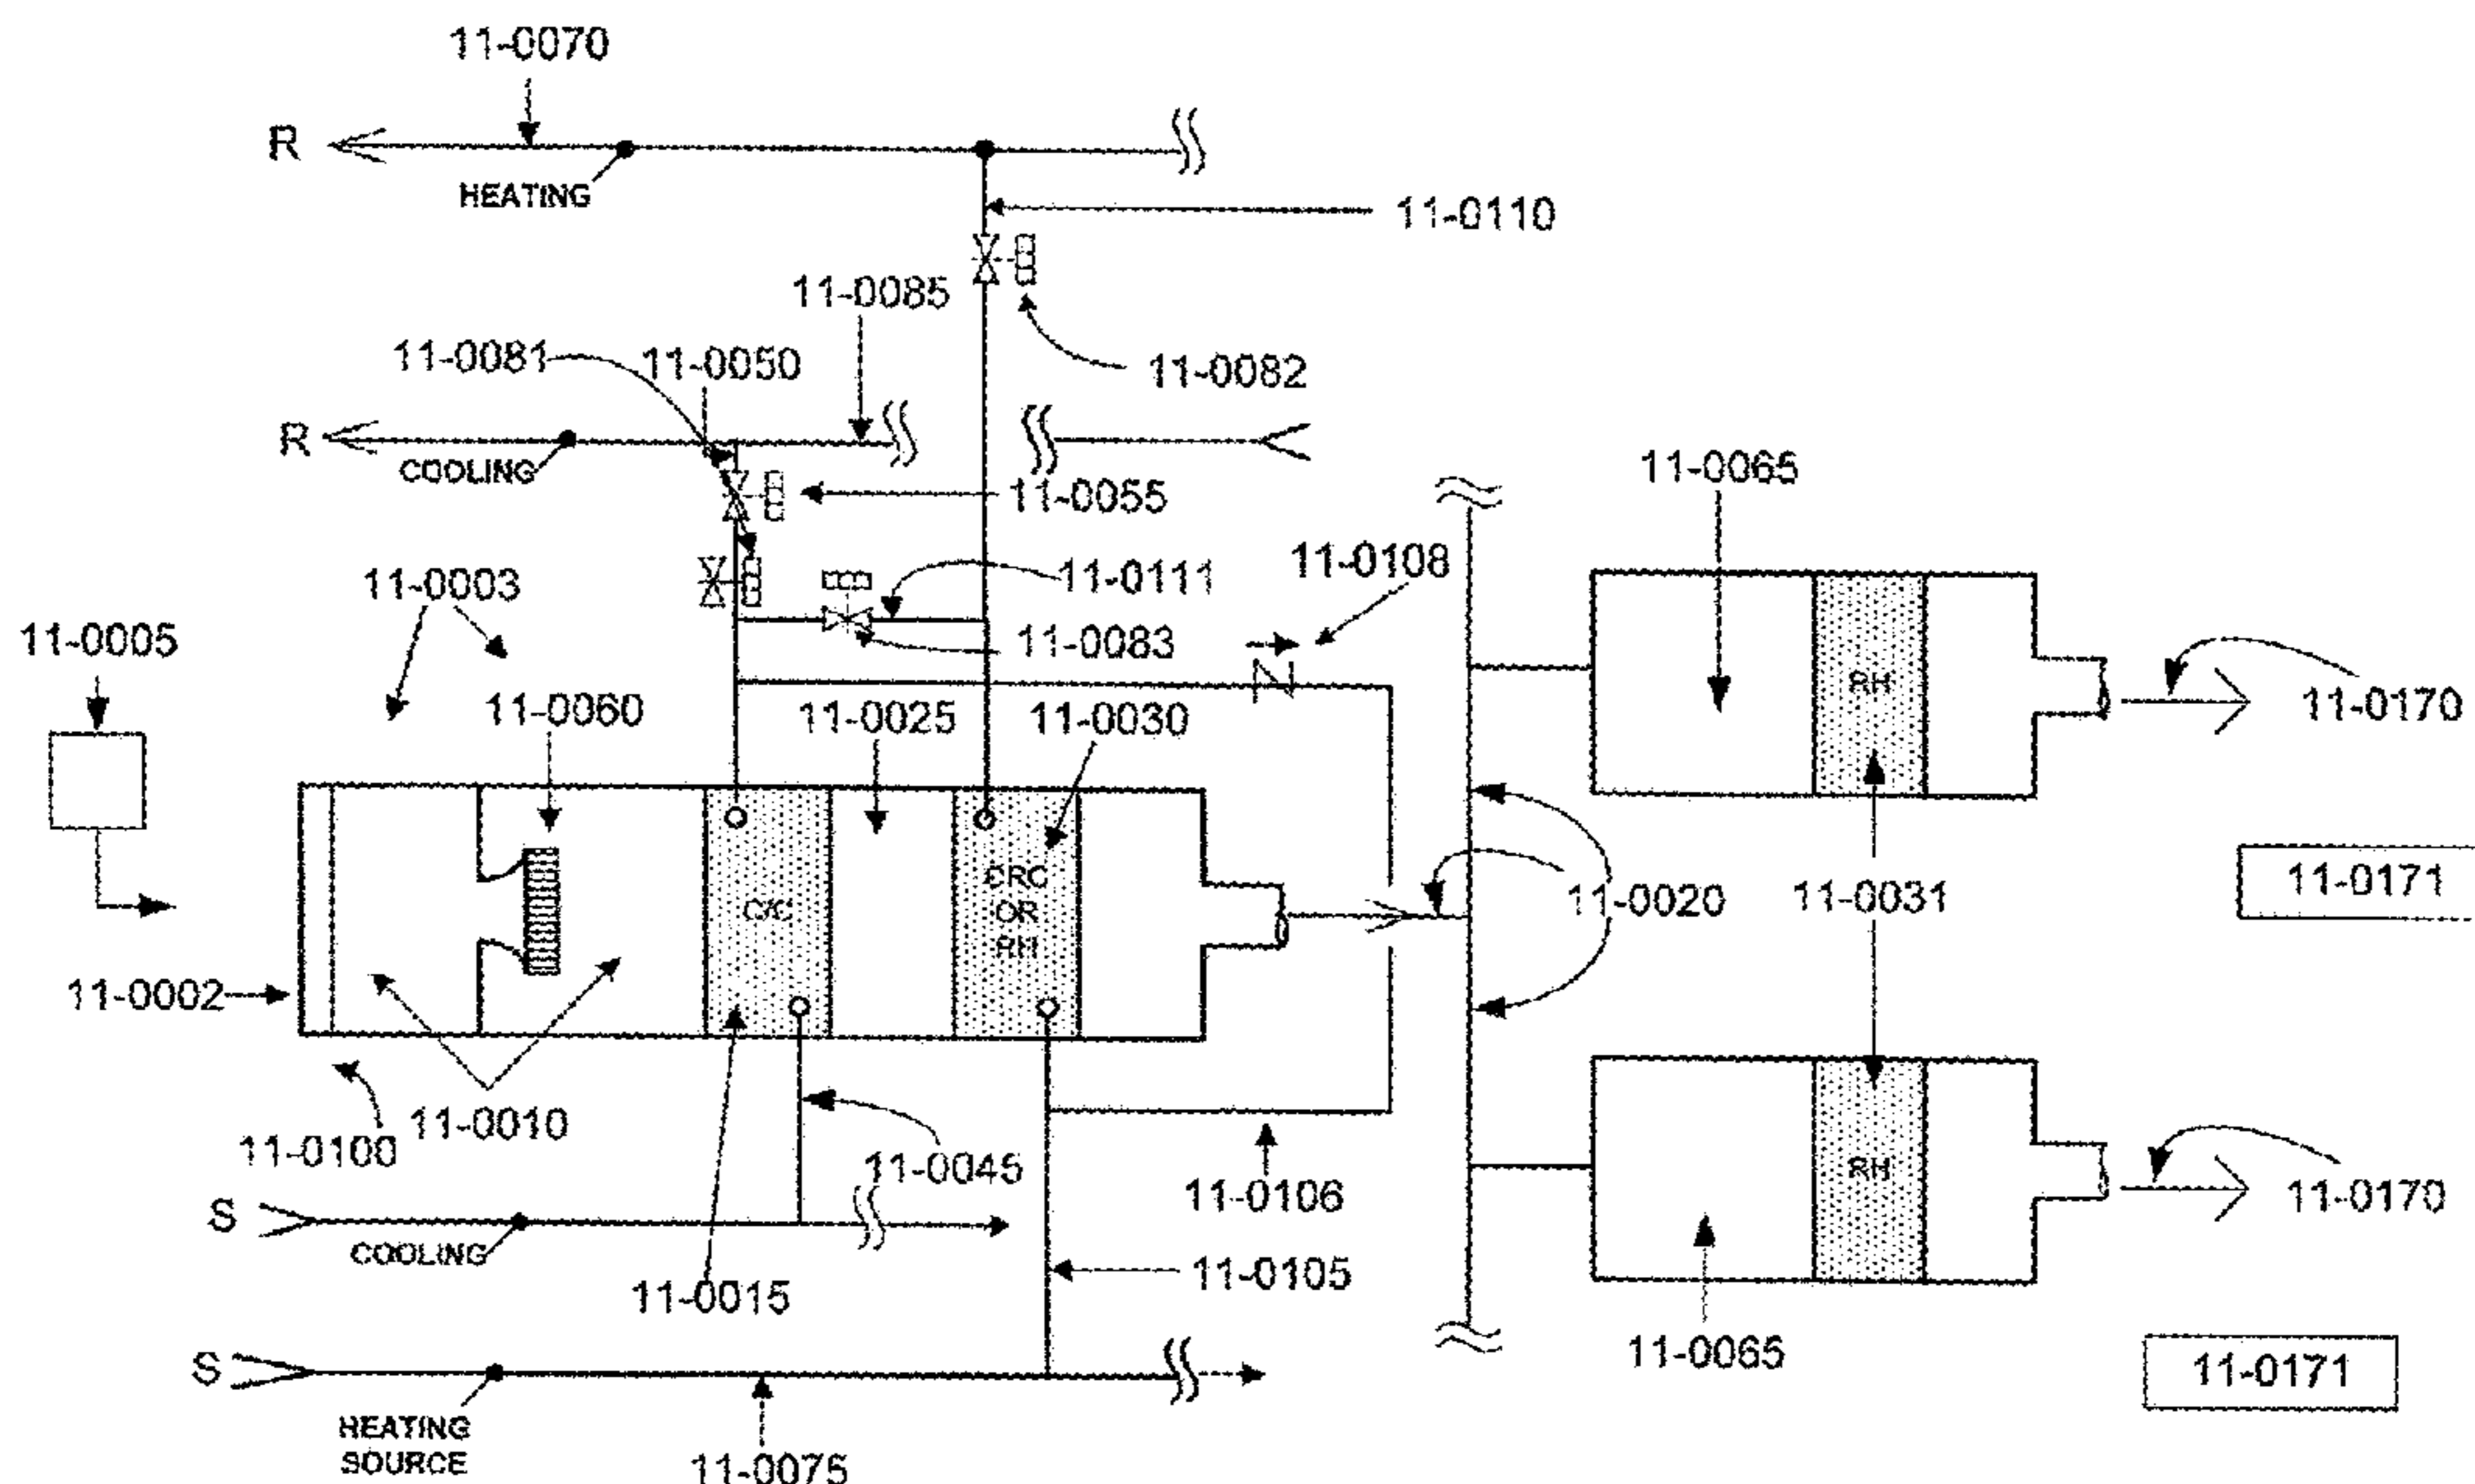 11-0070
R
HEATING
11-0110
11-0085
11-0081
11-0050
11-0082
R
COOLING
11-0055
11-0065
11-0003
11-0111
11-0108
11-0005
11-0083
11-0060
11-0025
11-0030
RH
11-0170
C/C
CRC
OR
RH
11-0020
11-0031
11-0171
11-0002
11-0010
11-0100
11-0045
11-0106
RH
11-0170
S
COOLING
11-0015
11-0105
11-0065
11-0171
S
HEATING
SOURCE
11-0075